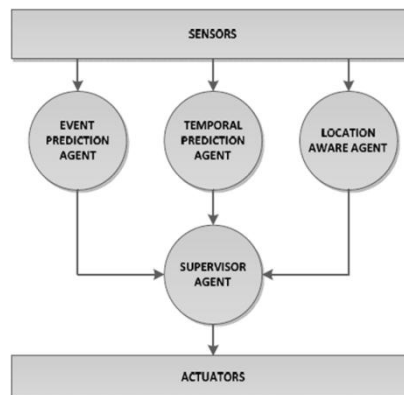 SENSORS
EVENT
PREDICTION
AGENT
TEMPORAL
PREDICTION
AGENT
LOCATION
AWARE AGENT
SUPERVISOR
AGENT
ACTUATORS